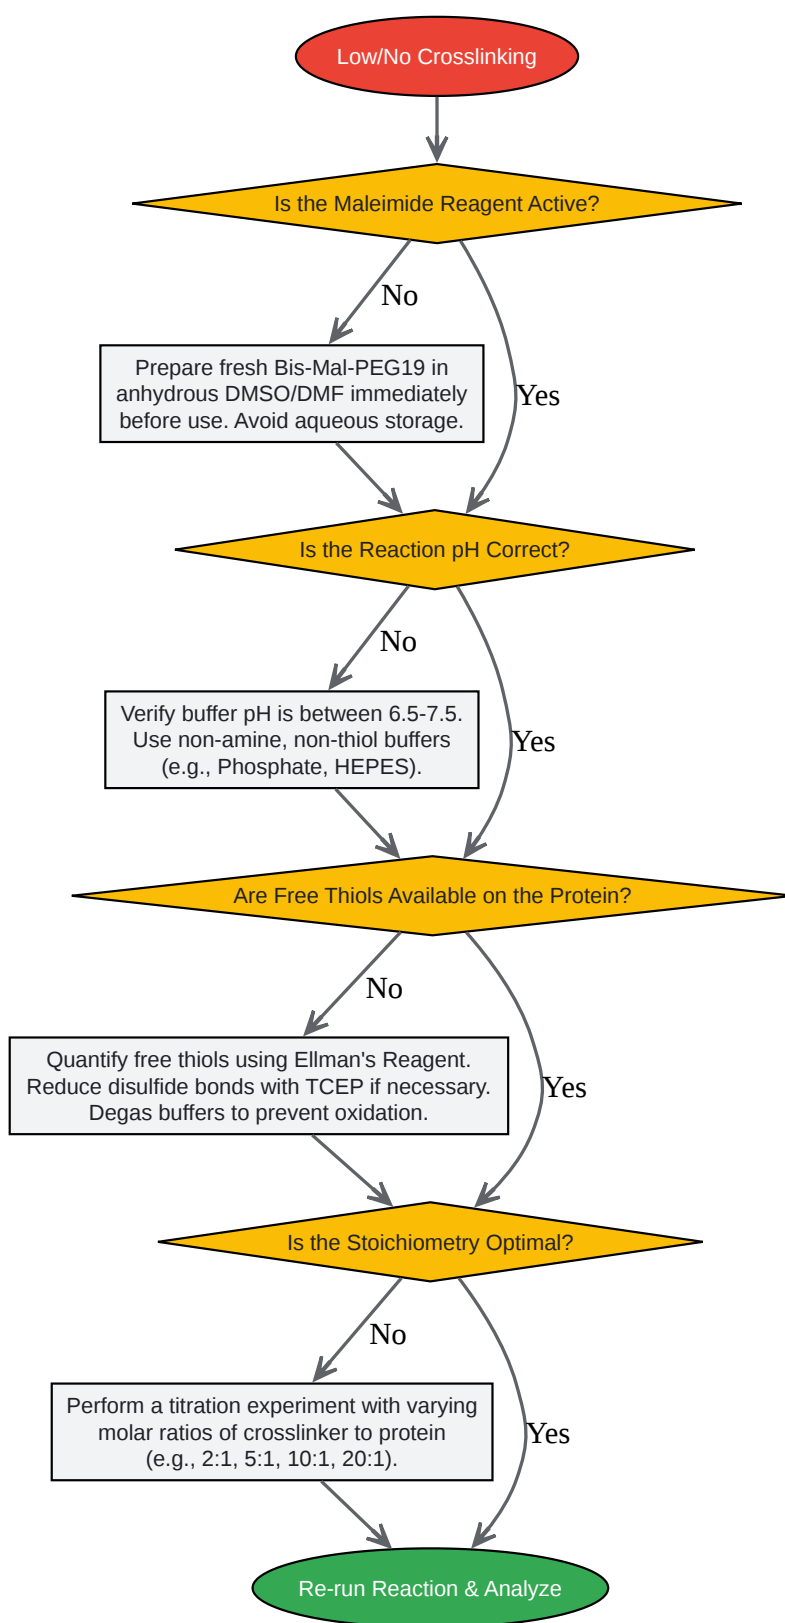 Low/No Crosslinking
Is the Maleimide Reagent Active?
No
Prepare fresh Bis-Mal-PEG19 in
anhydrous DMSO/DMF immediately
before use. Avoid aqueous storage.
Yes
Is the Reaction pH Correct?
No
Verify buffer pH is between 6.5-7.5.
Use non-amine, non-thiol buffers
(e.g., Phosphate, HEPES).
Yes
Are Free Thiols Available on the Protein?
No
Quantify free thiols using Ellman's Reagent.
Reduce disulfide bonds with TCEP if necessary.
Degas buffers to prevent oxidation.
Yes
Is the Stoichiometry Optimal?
No
Perform a titration experiment with varying
molar ratios of crosslinker to protein
(e.g., 2:1, 5:1, 10:1, 20:1).
Yes
Re-run Reaction & Analyze